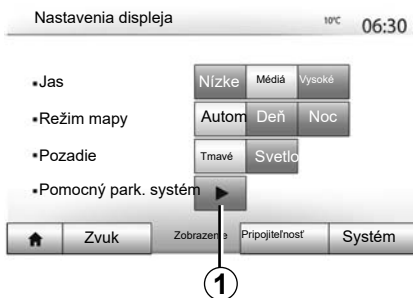 Nastavenia displeja 10°C 06:30
▪Jas Nízke Médiá Vysoké
▪Režim mapy Autom Deň Noc
▪Pozadie Tmavé Svetlo
▪Pomocný park. systém
Zvuk Zobrazenie Pripojiteľnosť Systém
1